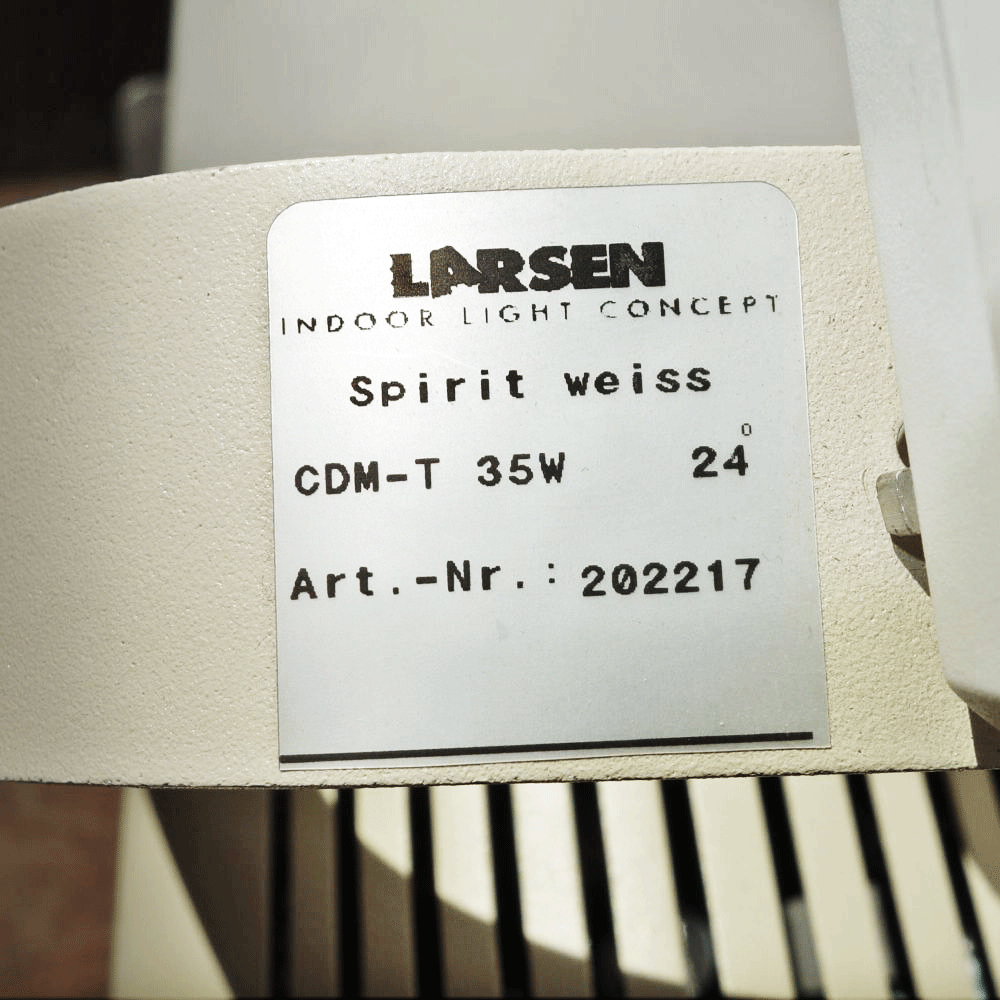 LARSEN
INDOOR LIGHT CONCEPT
Spirit weiss
CDM-T 35W 24°
Art.-Nr.: 202217